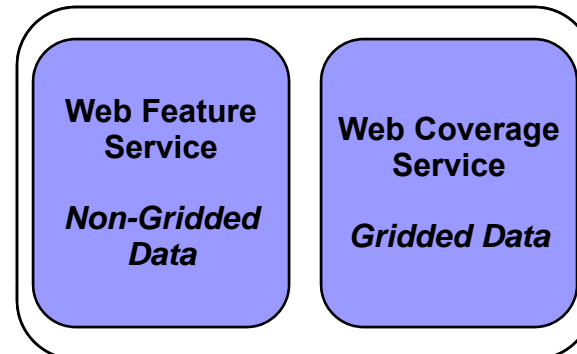 Web Feature
Service
Non-Gridded
Data
Web Coverage
Service
Gridded Data